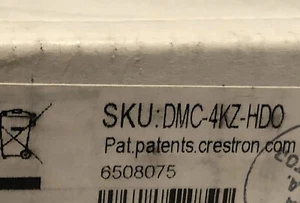 SKU: DMC-4KZ-HDO
Pat.patents.crestron.com
6508075